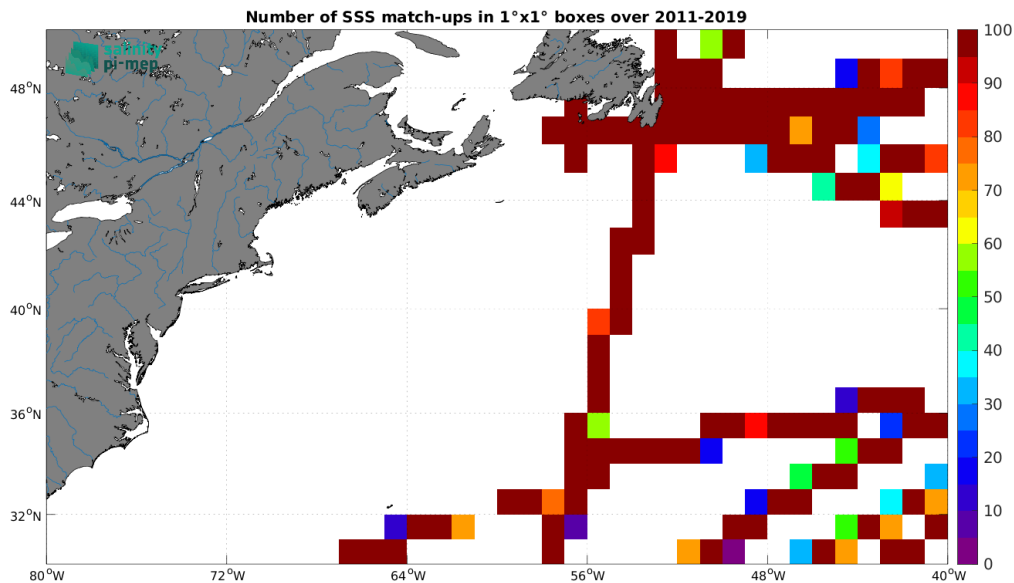 Number of SSS match-ups in 1°x1° boxes over 2011-2019
salinity
pi-mep
48°N
44°N
40°N
36°N
32°N
80°W
72°W
64°W
56°W
48°W
40°W
100
90
80
70
60
50
40
30
20
10
0